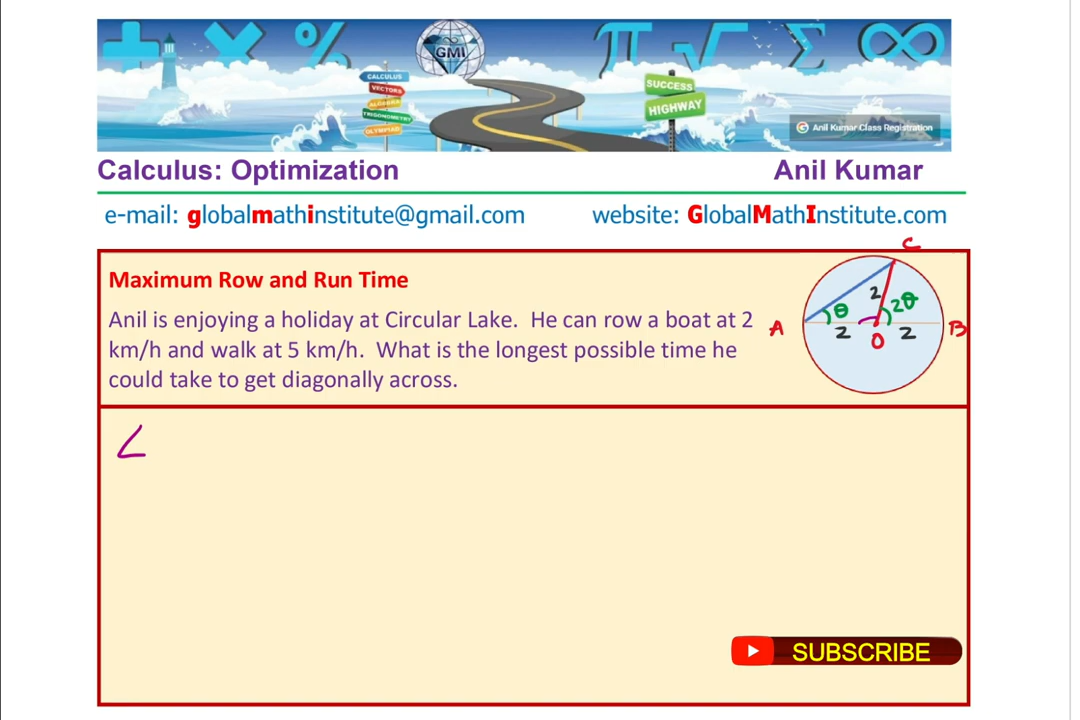 GMI
CALCULUS
VECTORS
ALGEBRA
TRIGONOMETRY
OLYMPIAD
SUCCESS
HIGHWAY
G Anil Kumar Class Registration
Calculus: Optimization Anil Kumar
e-mail: globalmathinstitute@gmail.com website: GlobalMathInstitute.com
Maximum Row and Run Time
Anil is enjoying a holiday at Circular Lake. He can row a boat at 2
km/h and walk at 5 km/h. What is the longest possible time he
could take to get diagonally across.
C
2 2θ
θ
A B
2 O 2
∠
SUBSCRIBE